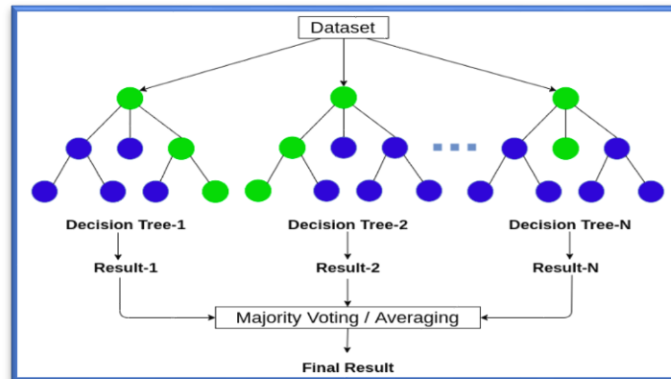 Dataset
Decision Tree-1 Decision Tree-2 Decision Tree-N
Result-1 Result-2 Result-N
Majority Voting / Averaging
Final Result